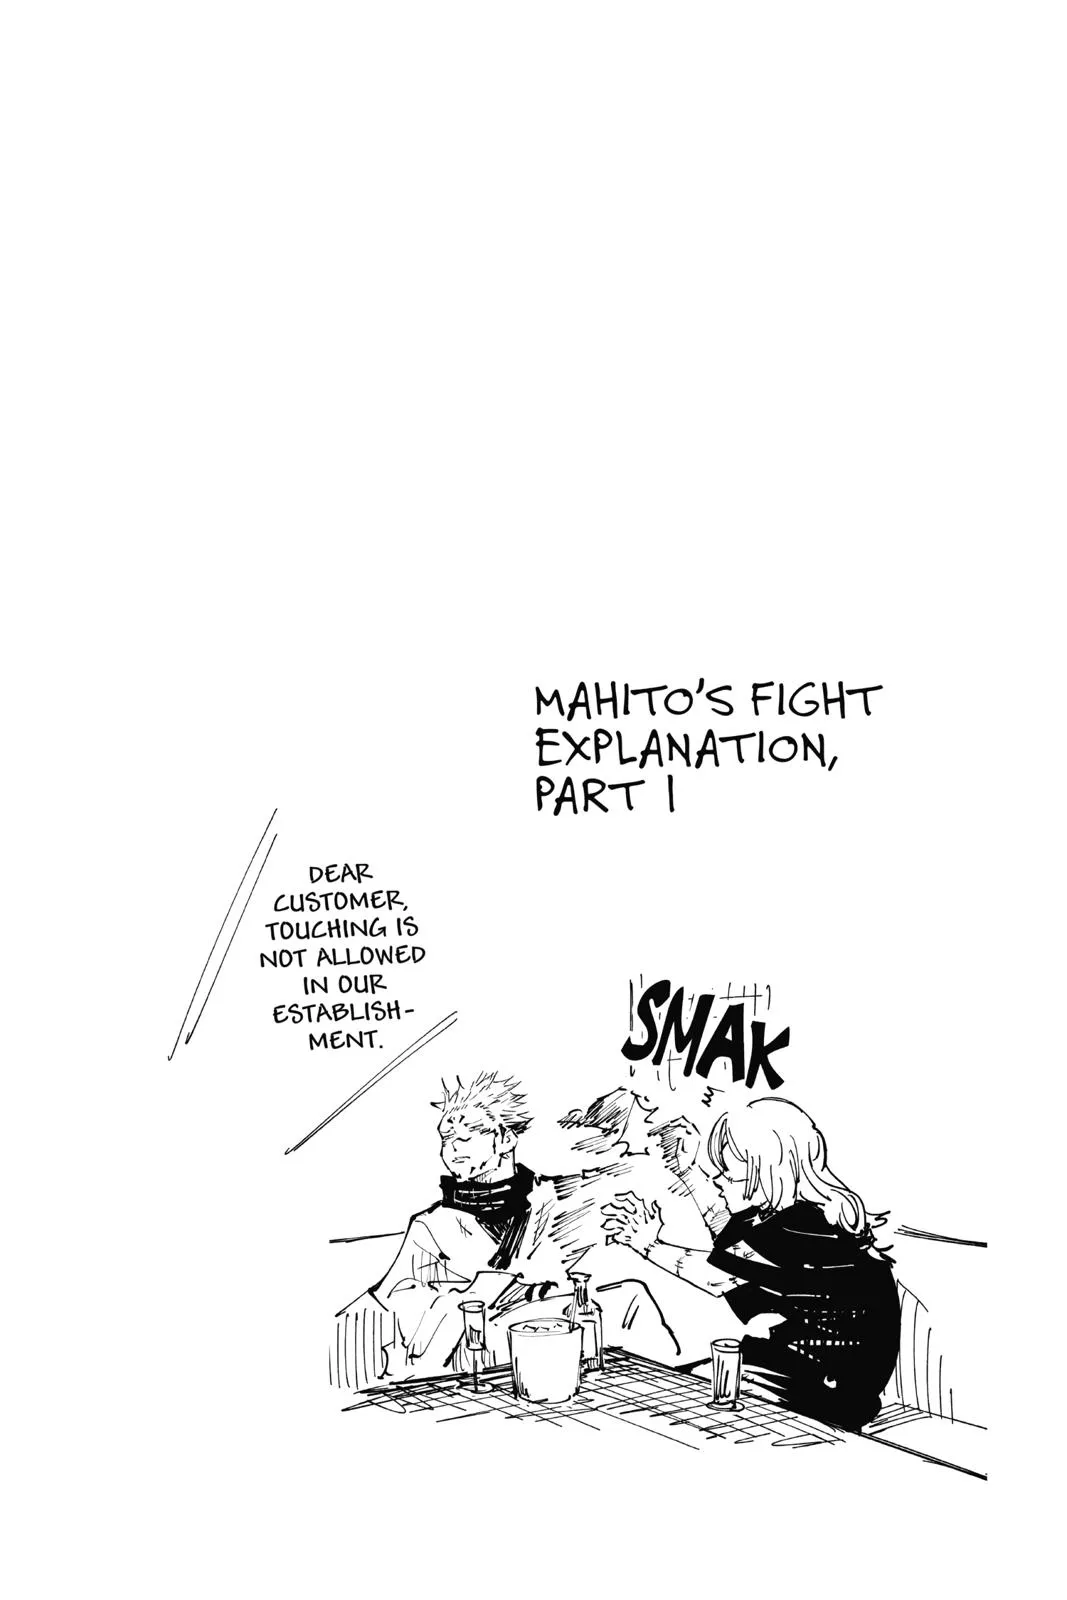 MAHITO'S FIGHT
EXPLANATION,
PART 1
DEAR
CUSTOMER,
TOUCHING IS
NOT ALLOWED
IN OUR
ESTABLISH-
MENT.
SMAK